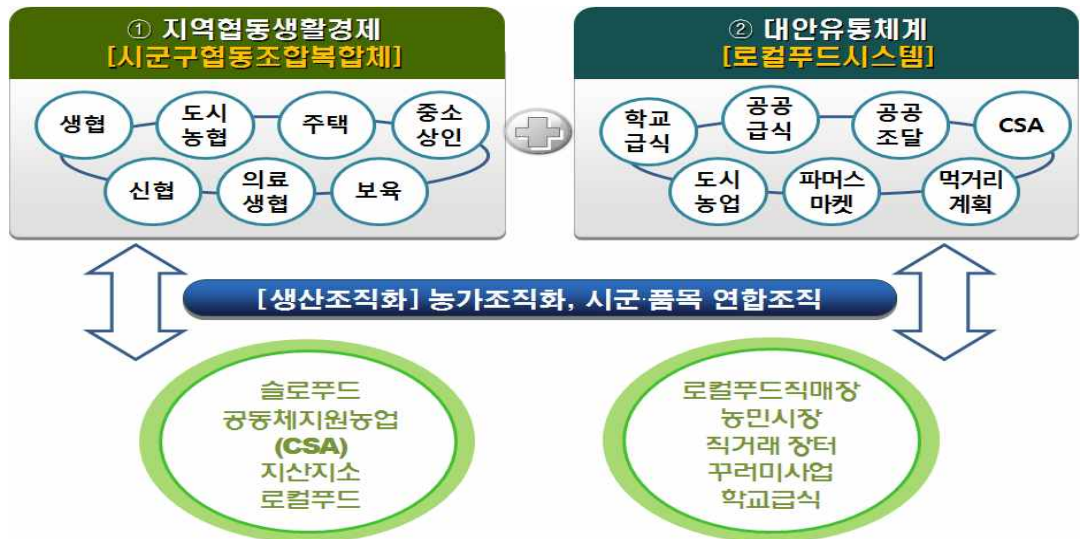 ① 지역협동생활경제
[시군구협동조합복합체]
생협
도시
농협
주택
중소
상인
신협
의료
생협
보육
② 대안유통체계
[로컬푸드시스템]
학교
급식
공공
급식
공공
조달
CSA
도시
농업
파머스
마켓
먹거리
계획
[생산조직화] 농가조직화, 시군·품목 연합조직
슬로푸드
공동체지원농업
(CSA)
지산지소
로컬푸드
로컬푸드직매장
농민시장
직거래 장터
꾸러미사업
학교급식